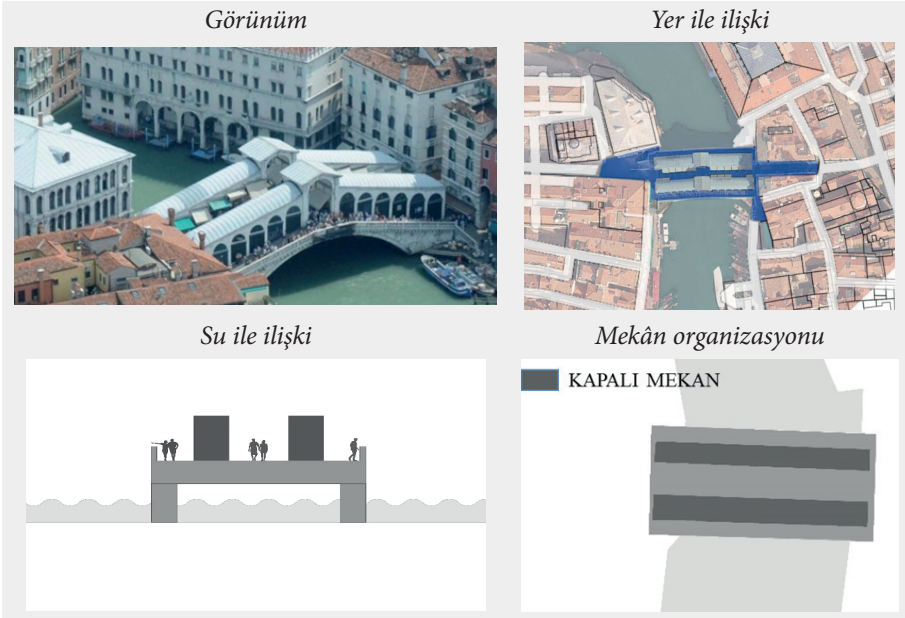 Görünüm
Yer ile ilişki
Su ile ilişki
Mekân organizasyonu
KAPALI MEKAN